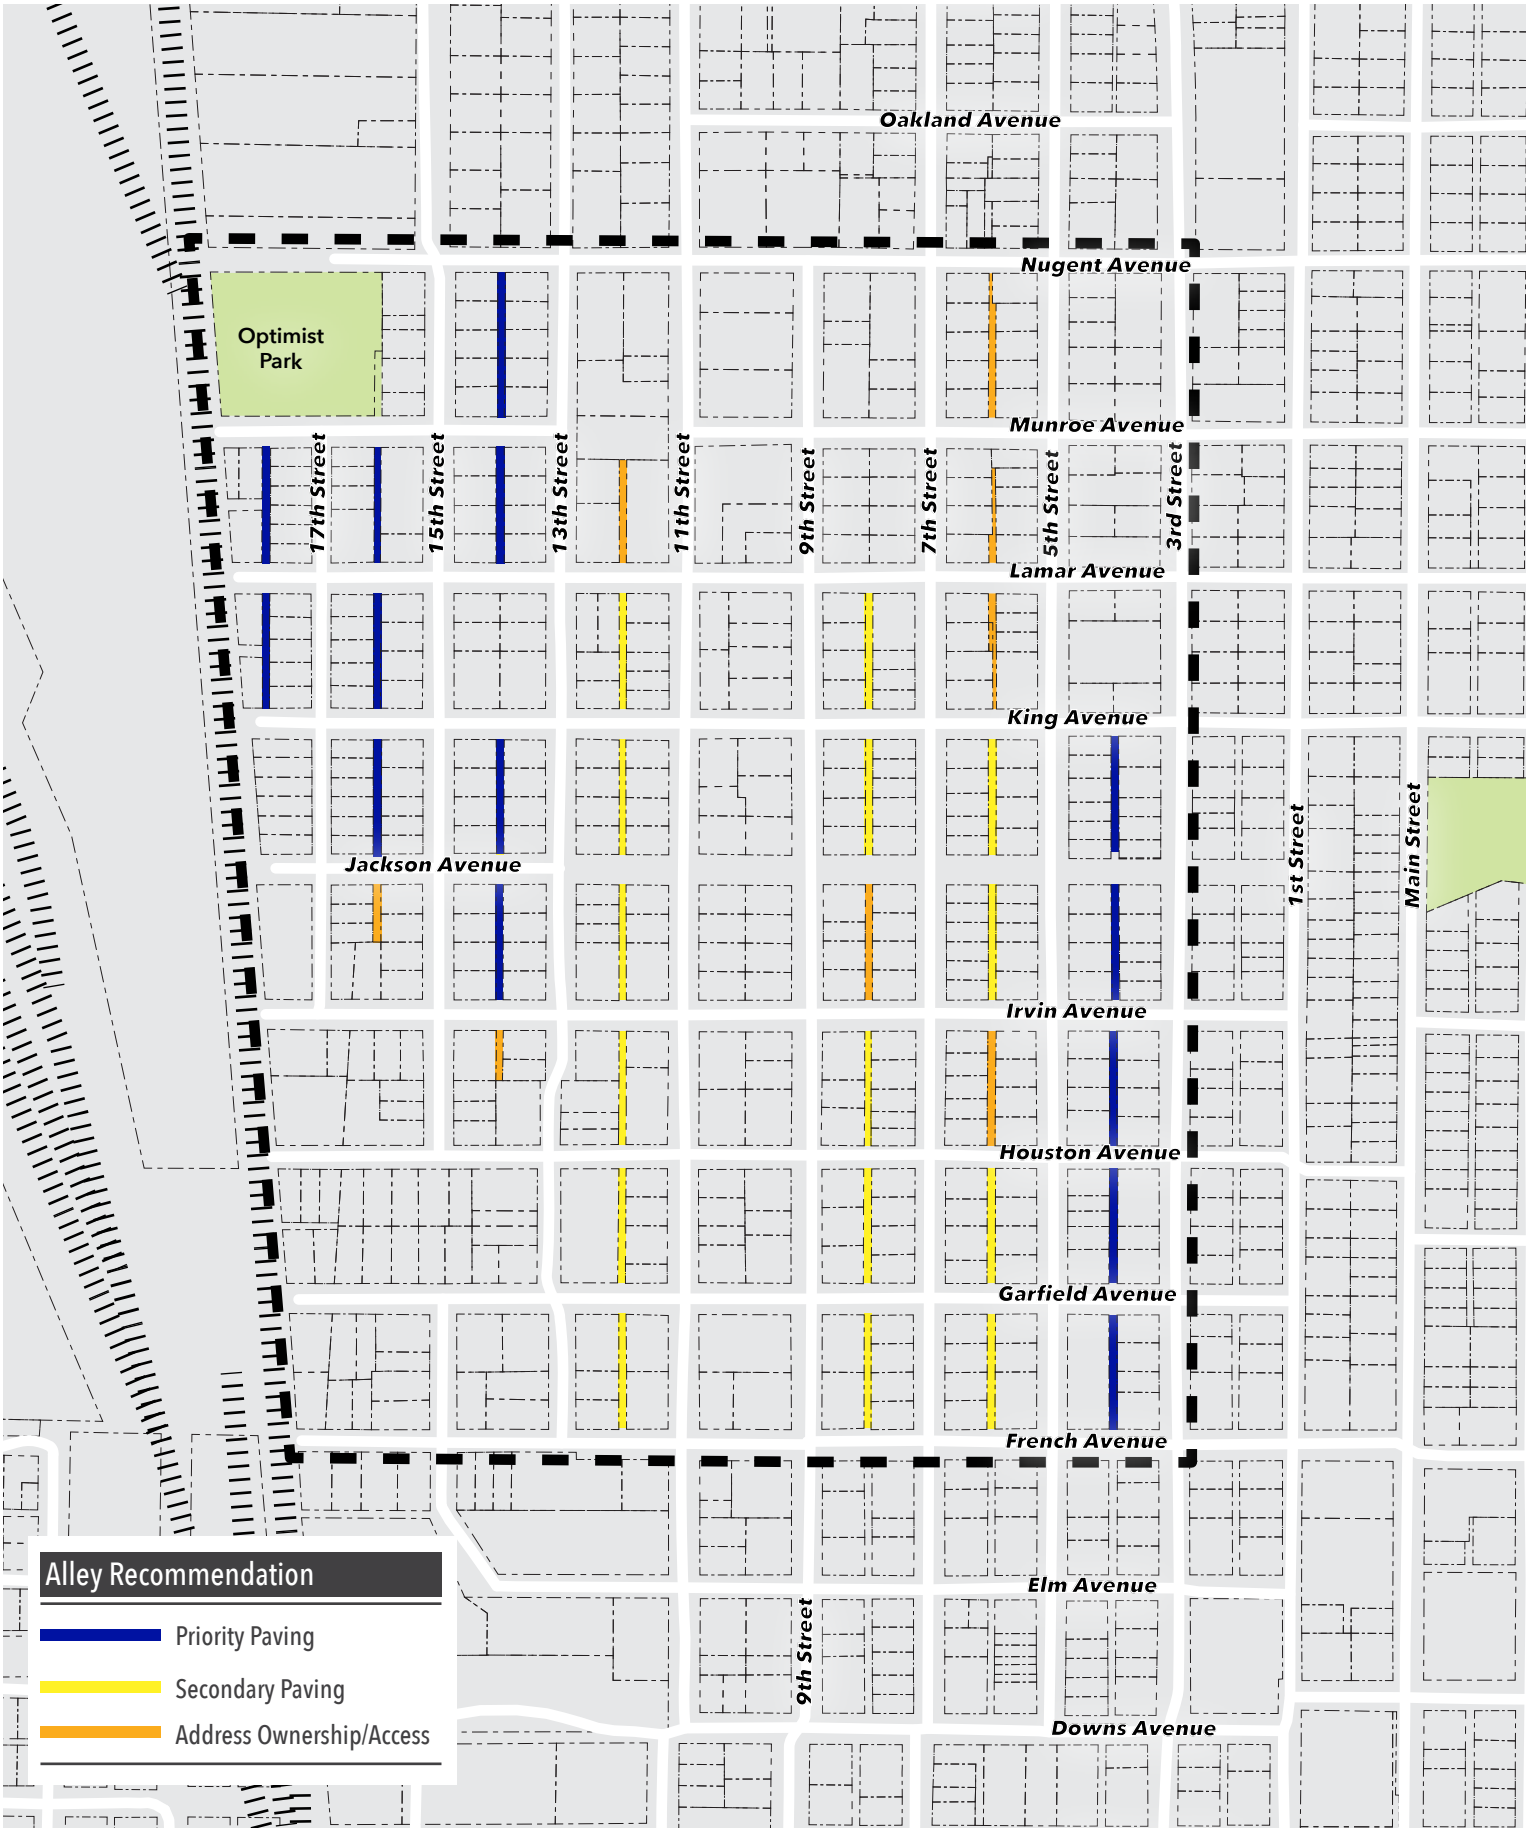 Oakland Avenue
Nugent Avenue
Optimist
Park
Munroe Avenue
17th Street
15th Street
13th Street
11th Street
9th Street
7th Street
5th Street
3rd Street
Lamar Avenue
King Avenue
1st Street
Main Street
Jackson Avenue
Irvin Avenue
Houston Avenue
Garfield Avenue
French Avenue
Elm Avenue
9th Street
Downs Avenue
Alley Recommendation
Priority Paving
Secondary Paving
Address Ownership/Access